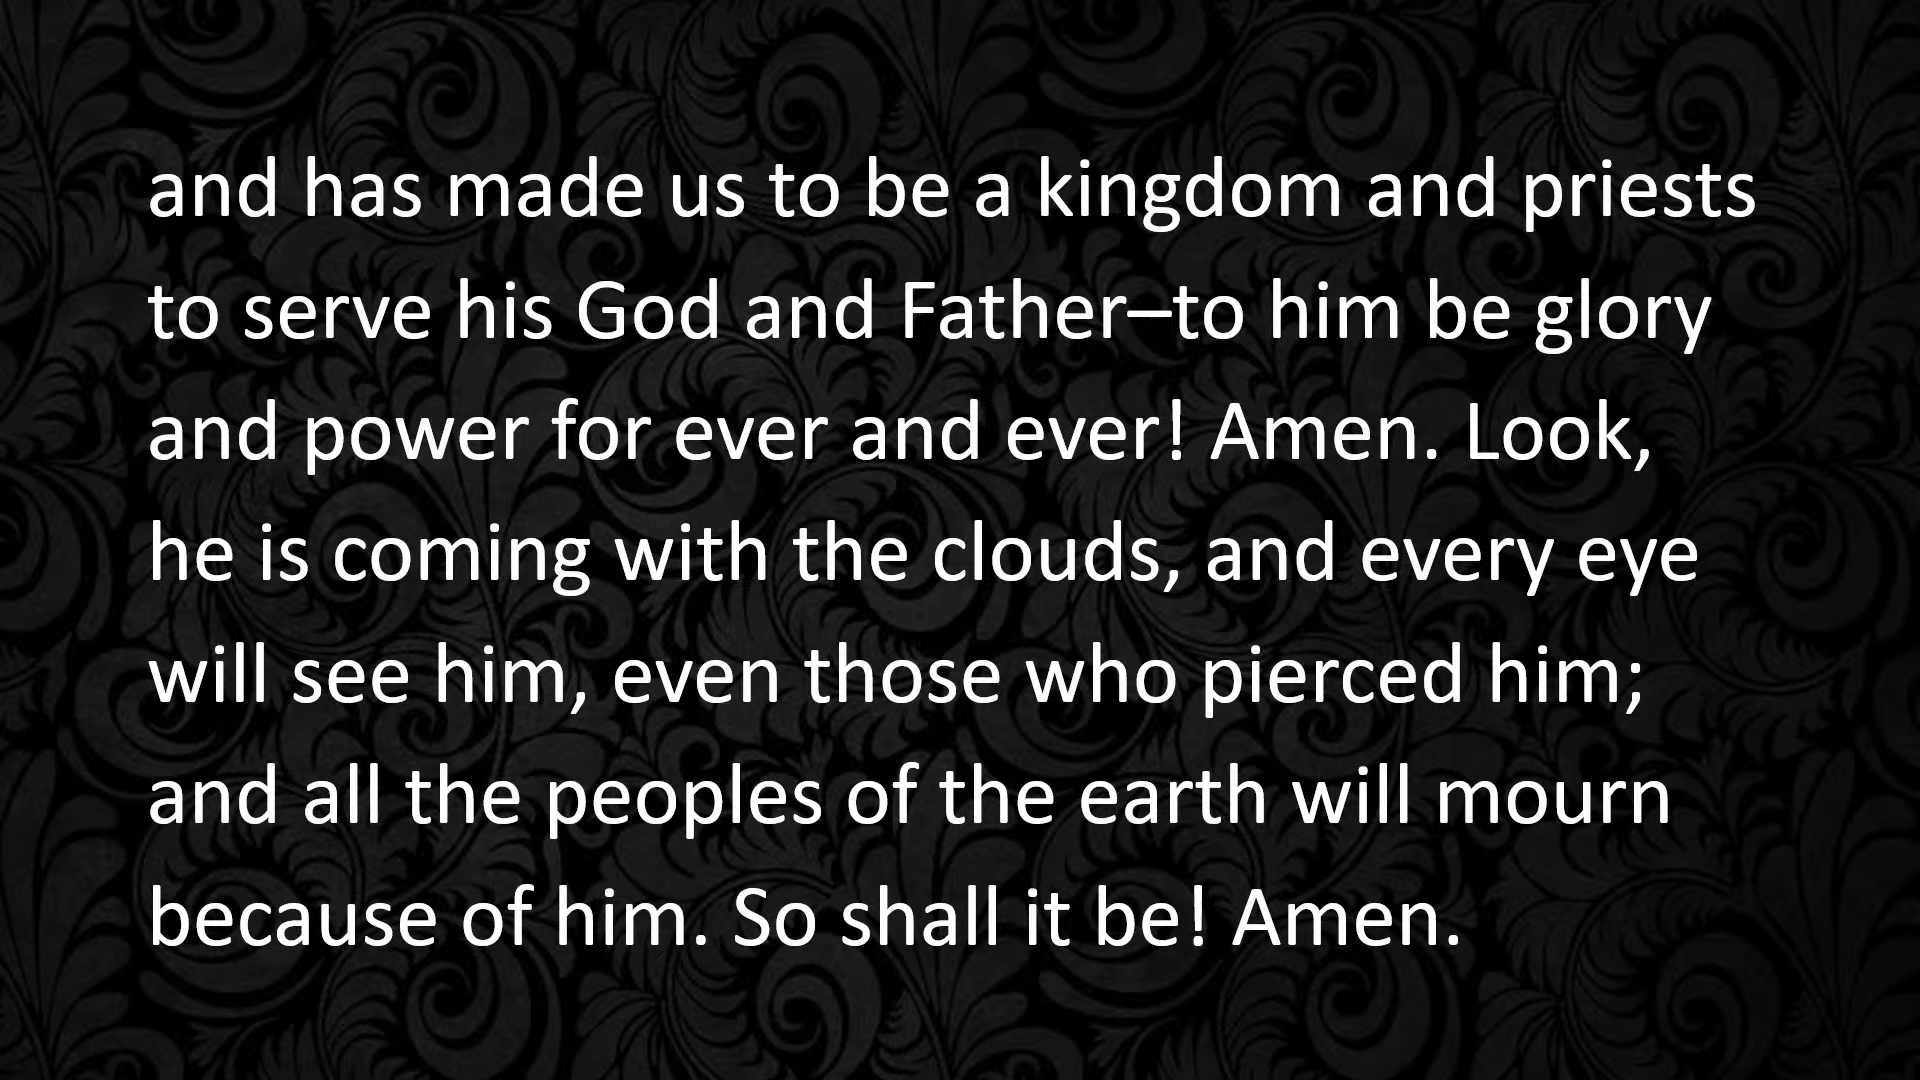 and has made us to be a kingdom and priests
to serve his God and Father–to him be glory
and power for ever and ever! Amen. Look,
he is coming with the clouds, and every eye
will see him, even those who pierced him;
and all the peoples of the earth will mourn
because of him. So shall it be! Amen.